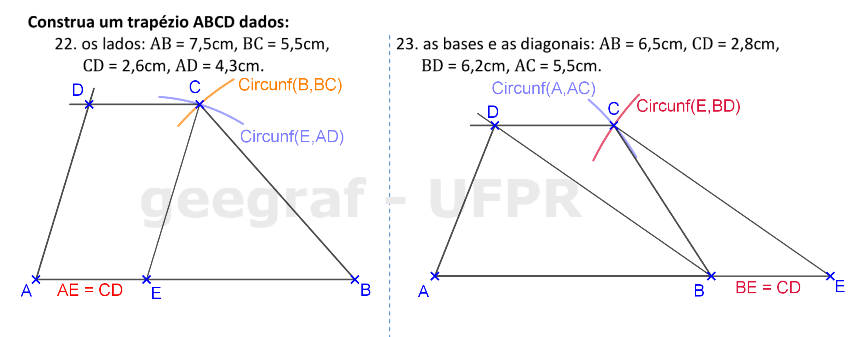 Construa um trapézio ABCD dados:
22. os lados: AB = 7,5cm, BC = 5,5cm,
CD = 2,6cm, AD = 4,3cm.
D
C
Circunf(B,BC)
Circunf(E,AD)
A
AE = CD
E
B
23. as bases e as diagonais: AB = 6,5cm, CD = 2,8cm,
BD = 6,2cm, AC = 5,5cm.
Circunf(A,AC)
D
C
Circunf(E,BD)
A
B
BE = CD
E
geegraf - UFPR